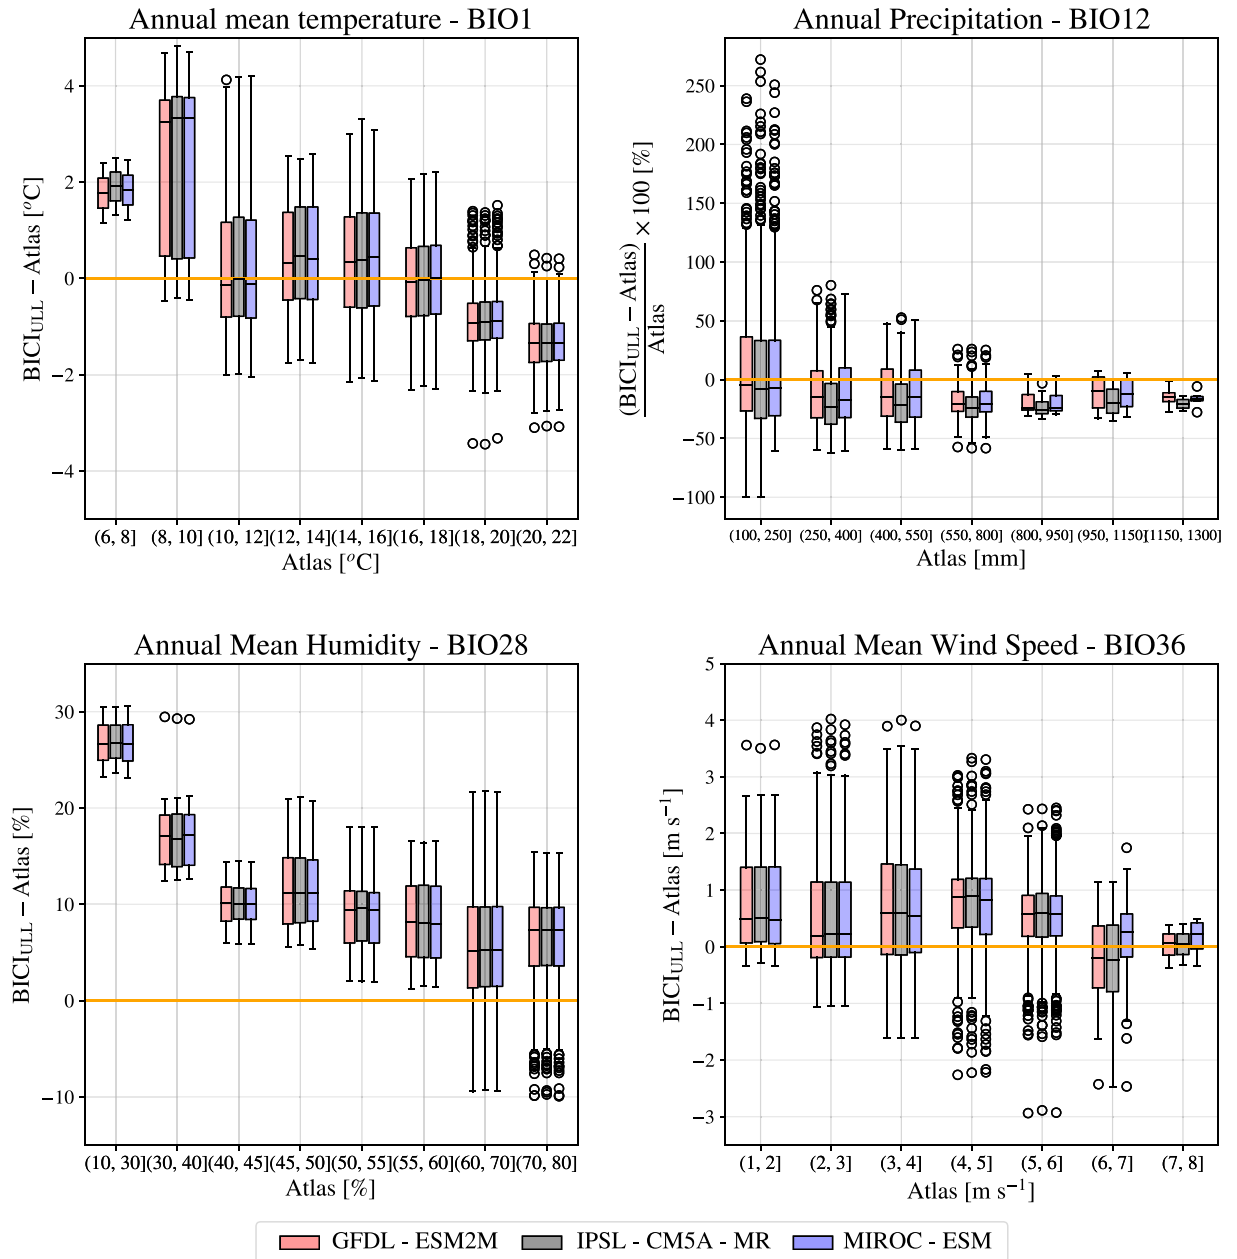 Annual mean temperature - BIO1
BICI_ULL − Atlas [°C]
4
2
0
−2
−4
(6, 8] (8, 10] (10, 12] (12, 14] (14, 16] (16, 18] (18, 20] (20, 22]
Atlas [°C]
Annual Precipitation - BIO12
(BICI_ULL − Atlas) / Atlas × 100 [%]
250
200
150
100
50
0
−50
−100
(100, 250] (250, 400] (400, 550] (550, 800] (800, 950] (950, 1150] (1150, 1300]
Atlas [mm]
Annual Mean Humidity - BIO28
BICI_ULL − Atlas [%]
30
20
10
0
−10
(10, 30] (30, 40] (40, 45] (45, 50] (50, 55] (55, 60] (60, 70] (70, 80]
Atlas [%]
Annual Mean Wind Speed - BIO36
BICI_ULL − Atlas [m s⁻¹]
5
4
3
2
1
0
−1
−2
−3
(1, 2] (2, 3] (3, 4] (4, 5] (5, 6] (6, 7] (7, 8]
Atlas [m s⁻¹]
GFDL - ESM2M IPSL - CM5A - MR MIROC - ESM